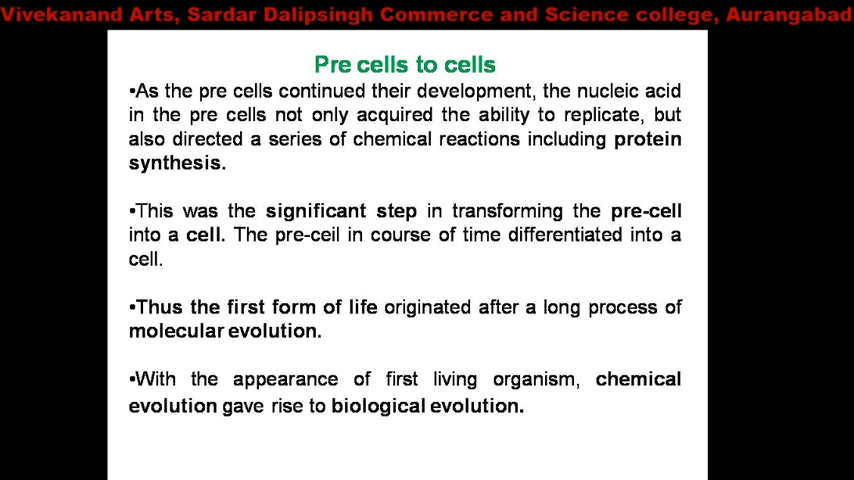 Vivekanand Arts, Sardar Dalipsingh Commerce and Science college, Aurangabad
Pre cells to cells
•As the pre cells continued their development, the nucleic acid
in the pre cells not only acquired the ability to replicate, but
also directed a series of chemical reactions including protein
synthesis.
•This was the significant step in transforming the pre-cell
into a cell. The pre-ceil in course of time differentiated into a
cell.
•Thus the first form of life originated after a long process of
molecular evolution.
•With the appearance of first living organism, chemical
evolution gave rise to biological evolution.